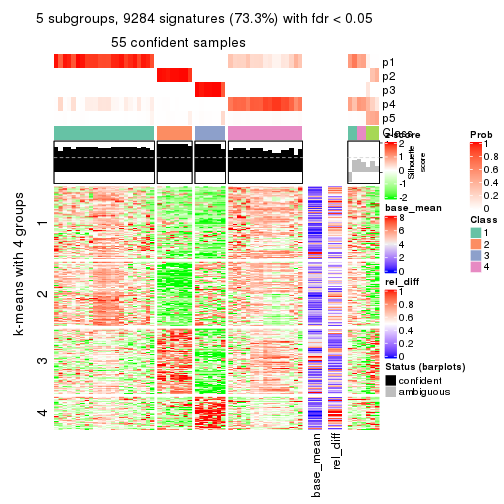 5 subgroups, 9284 signatures (73.3%) with fdr < 0.05
55 confident samples
p1
p2
p3
p4
p5
Class
z-score
2
1
0
-1
-2
Silhouette
score
k-means with 4 groups
1
2
3
4
base_mean
rel_diff
base_mean
8
6
4
2
0
rel_diff
1
0.8
0.6
0.4
0.2
0
Status (barplots)
confident
ambiguous
Prob
1
0.8
0.6
0.4
0.2
0
Class
1
2
3
4